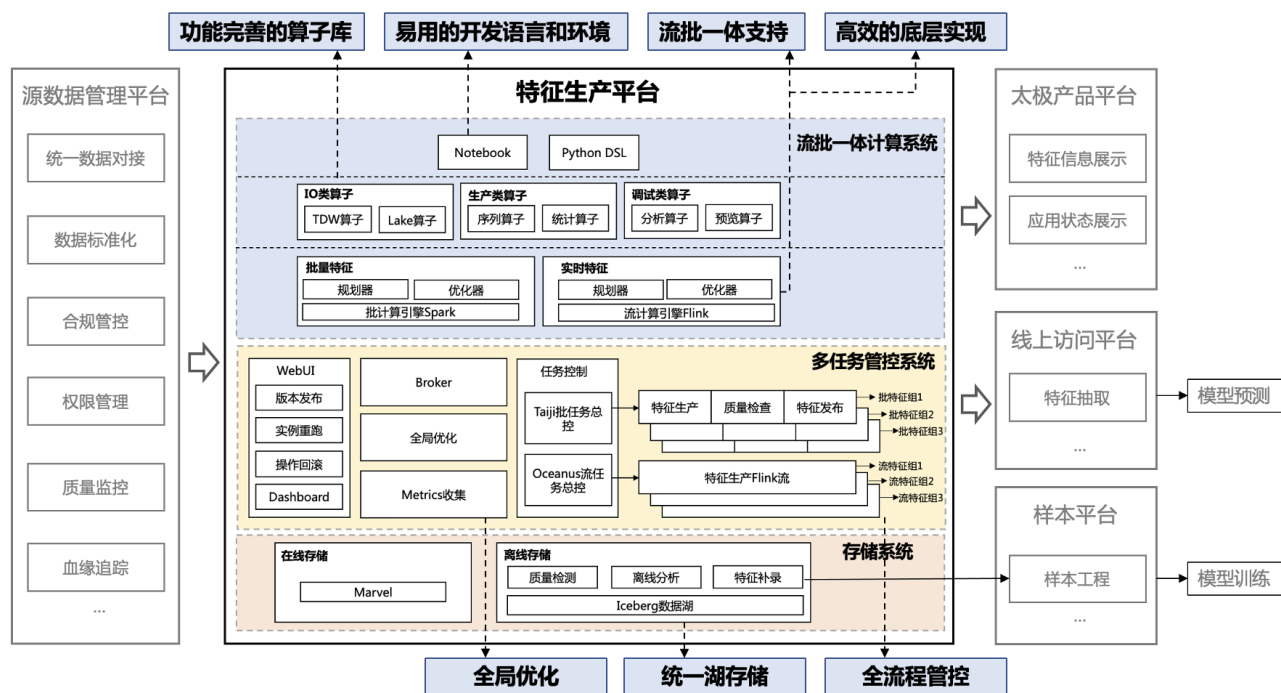 功能完善的算子库
易用的开发语言和环境
流批一体支持
高效的底层实现
源数据管理平台
统一数据对接
数据标准化
合规管控
权限管理
质量监控
血缘追踪
...
特征生产平台
流批一体计算系统
Notebook
Python DSL
IO类算子
TDW算子
Lake算子
生产类算子
序列算子
统计算子
调试类算子
分析算子
预览算子
批量特征
规划器
优化器
批计算引擎Spark
实时特征
规划器
优化器
流计算引擎Flink
多任务管控系统
WebUI
版本发布
实例重跑
操作回滚
Dashboard
Broker
全局优化
Metrics收集
任务控制
Taiji批任务总
控
Oceanus流任
务总控
特征生产
质量检查
特征发布
批特征组1
批特征组2
批特征组3
特征生产Flink流
流特征组1
流特征组2
流特征组3
存储系统
在线存储
Marvel
离线存储
质量检测
离线分析
特征补录
Iceberg数据湖
太极产品平台
特征信息展示
应用状态展示
...
线上访问平台
特征抽取
...
模型预测
样本平台
样本工程
...
模型训练
全局优化
统一湖存储
全流程管控